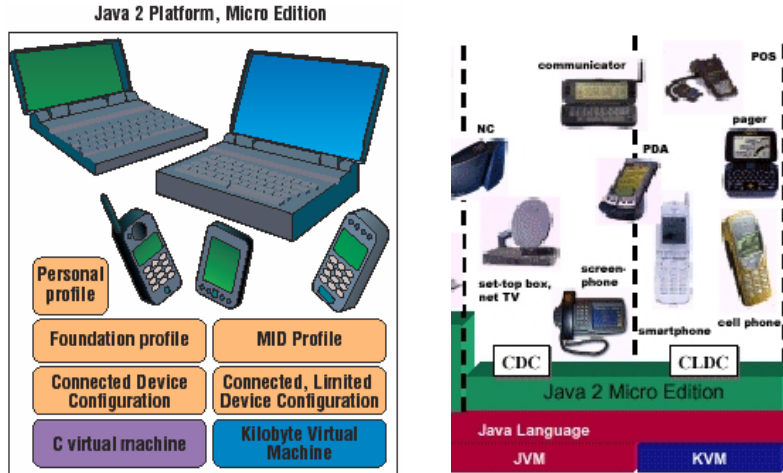 Java 2 Platform, Micro Edition
Personal
profile
Foundation profile
MID Profile
Connected Device
Configuration
Connected, Limited
Device Configuration
C virtual machine
Kilobyte Virtual
Machine
communicator
POS
NC
PDA
pager
set-top box,
net TV
screen-
phone
smartphone
cell phone
CDC
CLDC
Java 2 Micro Edition
Java Language
JVM
KVM